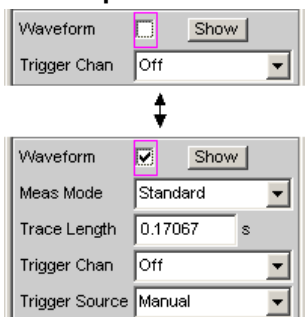 Waveform Show
Trigger Chan Off
Waveform Show
Meas Mode Standard
Trace Length 0.17067 s
Trigger Chan Off
Trigger Source Manual